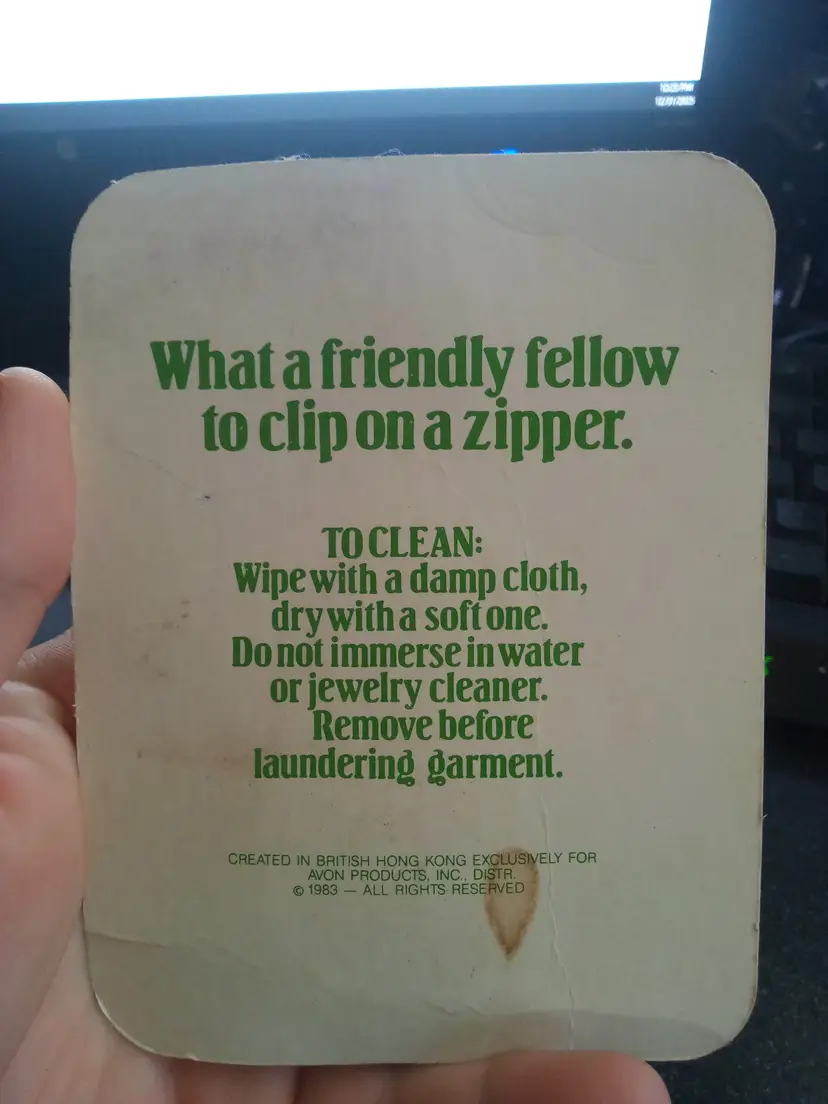 What a friendly fellow
to clip on a zipper.
TO CLEAN:
Wipe with a damp cloth,
dry with a soft one.
Do not immerse in water
or jewelry cleaner.
Remove before
laundering garment.
CREATED IN BRITISH HONG KONG EXCLUSIVELY FOR
AVON PRODUCTS, INC., DISTR.
© 1983 — ALL RIGHTS RESERVED